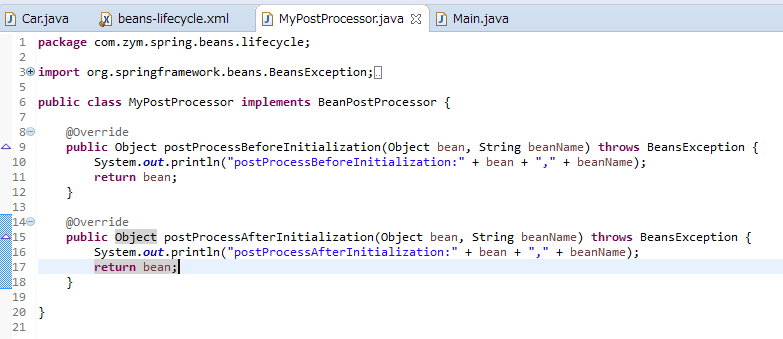 Car.java beans-lifecycle.xml MyPostProcessor.java Main.java
1 package com.zym.spring.beans.lifecycle;
2
3 import org.springframework.beans.BeansException;
5
6 public class MyPostProcessor implements BeanPostProcessor {
7
8 @Override
9 public Object postProcessBeforeInitialization(Object bean, String beanName) throws BeansException {
10 System.out.println("postProcessBeforeInitialization:" + bean + "," + beanName);
11 return bean;
12 }
13
14 @Override
15 public Object postProcessAfterInitialization(Object bean, String beanName) throws BeansException {
16 System.out.println("postProcessAfterInitialization:" + bean + "," + beanName);
17 return bean;
18 }
19
20 }
21